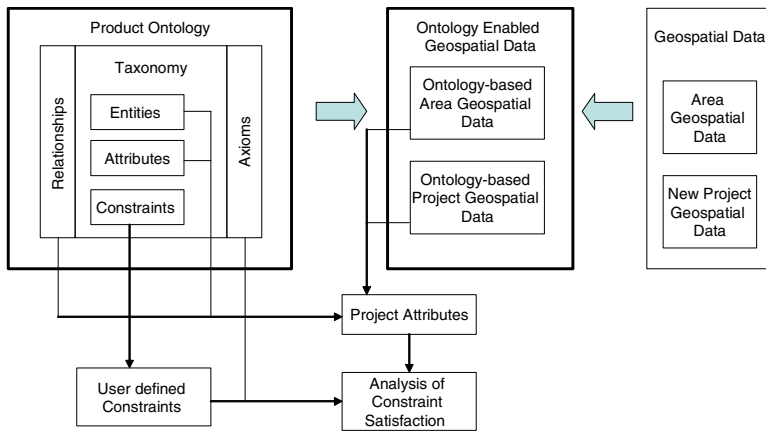 Product Ontology
Relationships
Taxonomy
Entities
Attributes
Constraints
Axioms
Ontology Enabled
Geospatial Data
Ontology-based
Area Geospatial
Data
Ontology-based
Project Geospatial
Data
Geospatial Data
Area
Geospatial
Data
New Project
Geospatial
Data
Project Attributes
User defined
Constraints
Analysis of
Constraint
Satisfaction